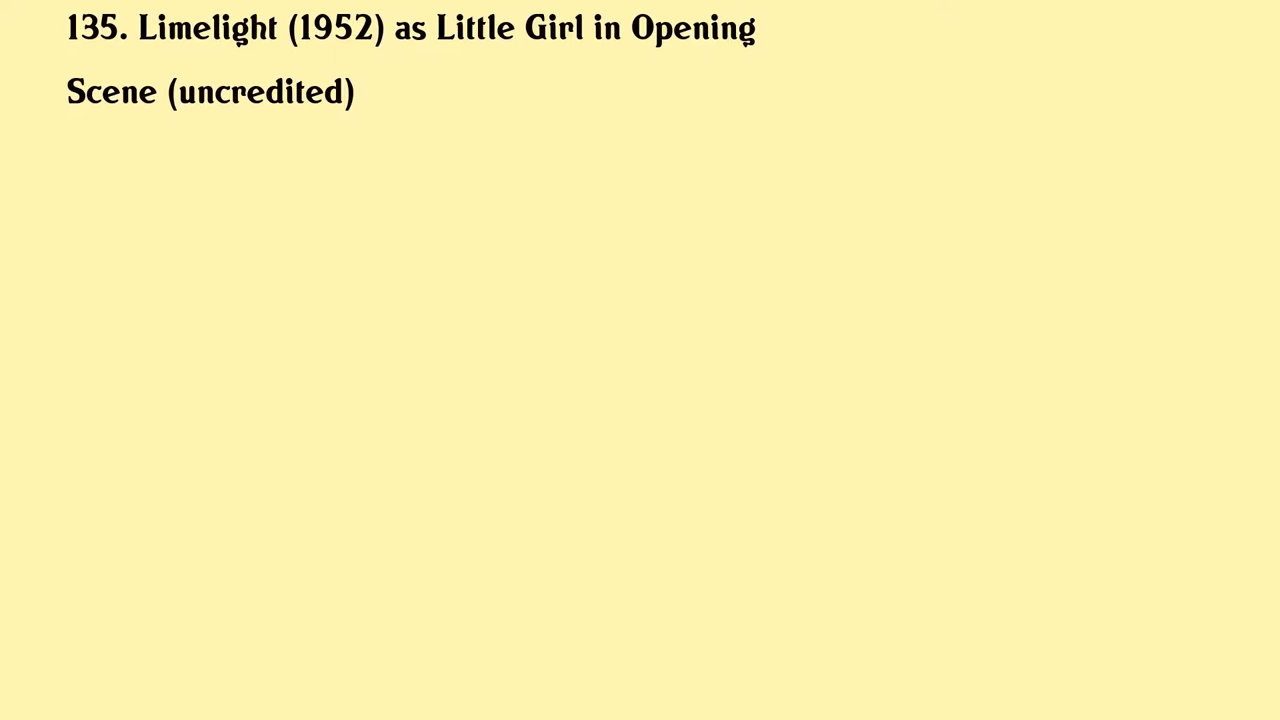 135. Limelight (1952) as Little Girl in Opening
Scene (uncredited)